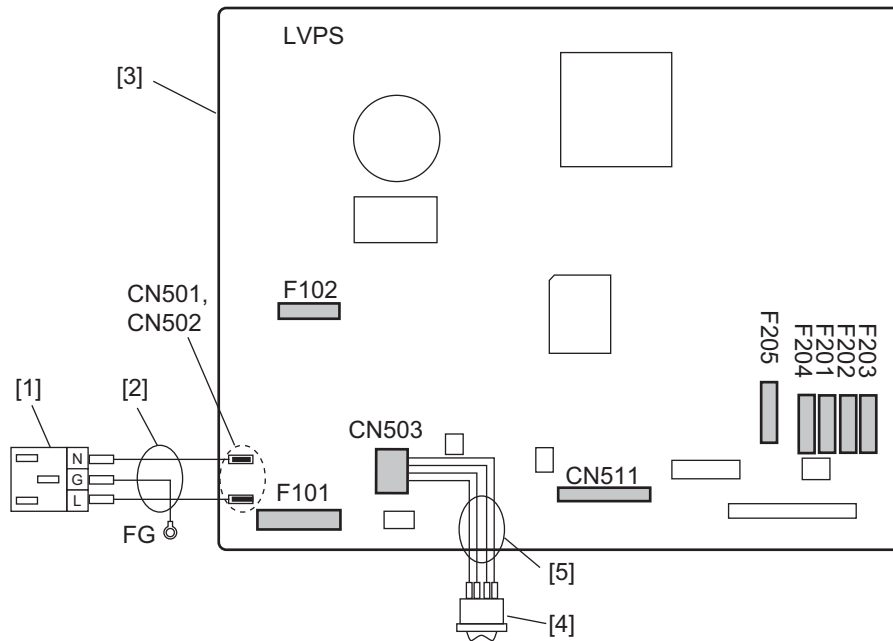 LVPS
[3]
CN501,
CN502
F102
F205
F204
F201
F202
F203
[1]
[2]
CN503
N
G
L
CN511
F101
FG
[5]
[4]